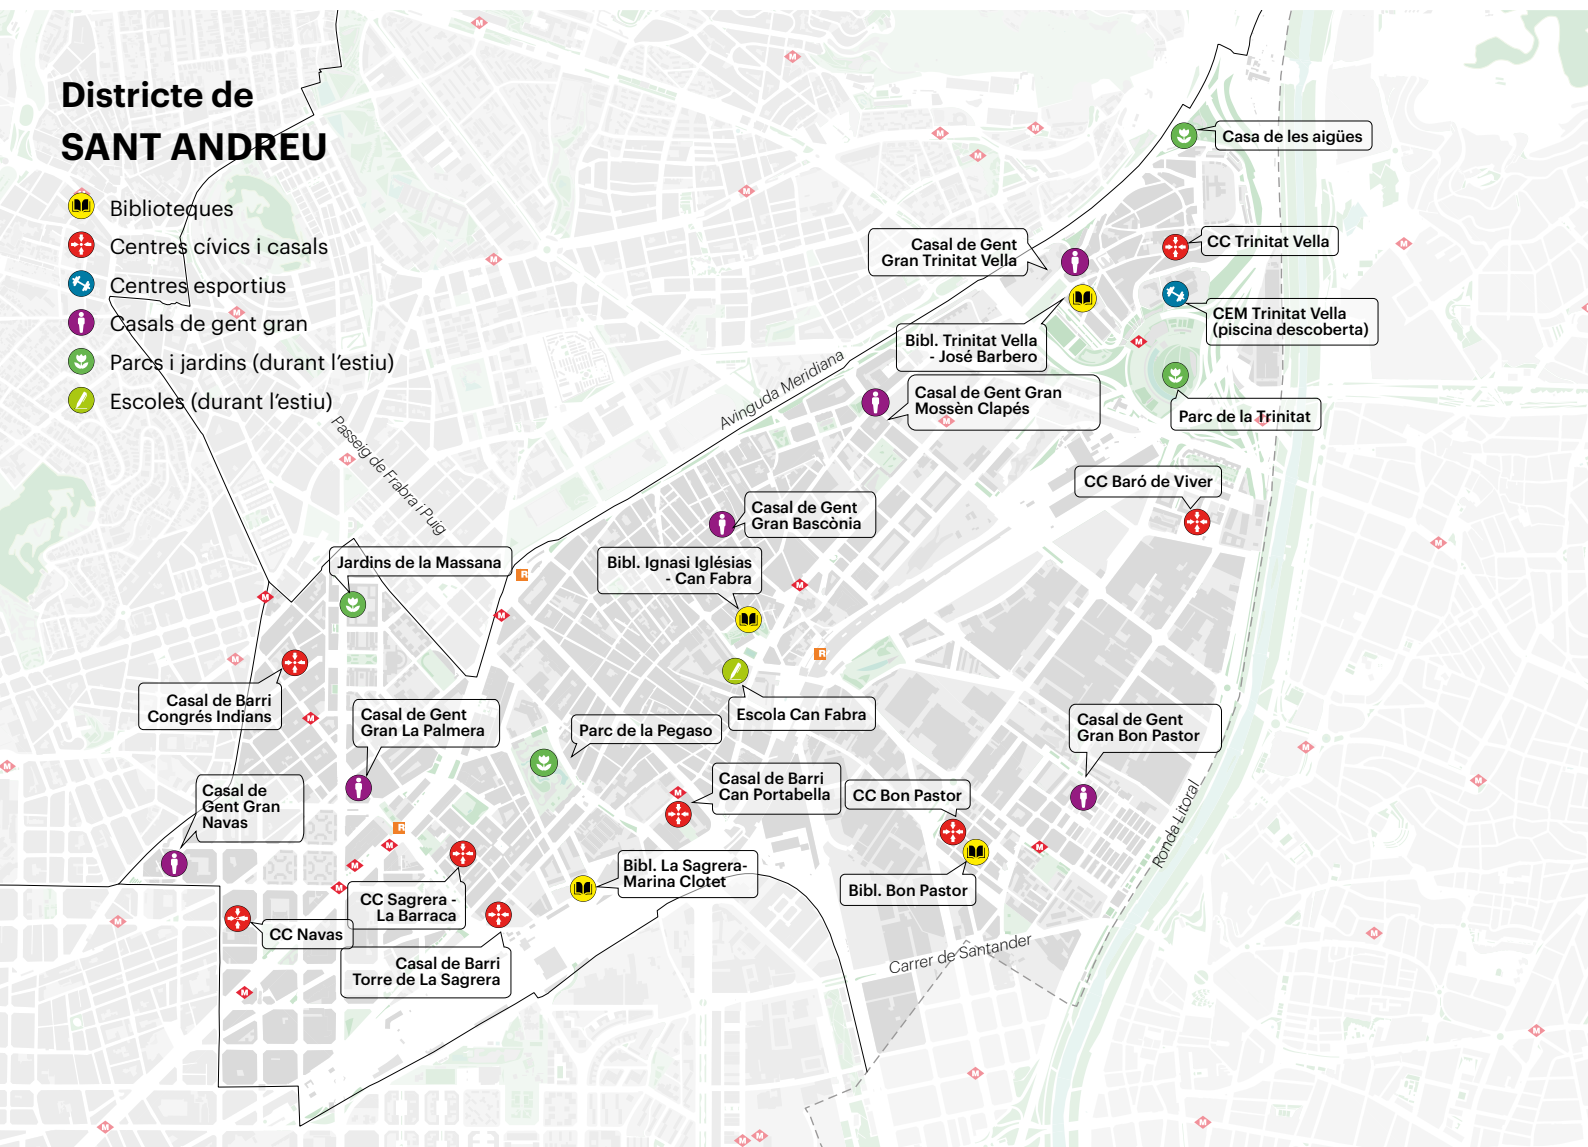 Districte de
SANT ANDREU
Biblioteques
Centres cívics i casals
Centres esportius
Casals de gent gran
Parcs i jardins (durant l'estiu)
Escoles (durant l'estiu)
Casa de les aigües
CC Trinitat Vella
Casal de Gent
Gran Trinitat Vella
CEM Trinitat Vella
(piscina descoberta)
Bibl. Trinitat Vella
- José Barbero
Avinguda Meridiana
Casal de Gent Gran
Mossèn Clapés
Parc de la Trinitat
Passeig de Frabra i Puig
CC Baró de Viver
Casal de Gent
Gran Bascònia
Jardins de la Massana
Bibl. Ignasi Iglésias
- Can Fabra
R
R
Casal de Barri
Congrés Indians
Casal de Gent
Gran La Palmera
Escola Can Fabra
Parc de la Pegaso
Casal de Gent
Gran Bon Pastor
Casal de
Gent Gran
Navas
Casal de Barri
Can Portabella
CC Bon Pastor
Ronda Litoral
R
Bibl. La Sagrera-
Marina Clotet
Bibl. Bon Pastor
CC Sagrera -
La Barraca
CC Navas
Carrer de Santander
Casal de Barri
Torre de La Sagrera